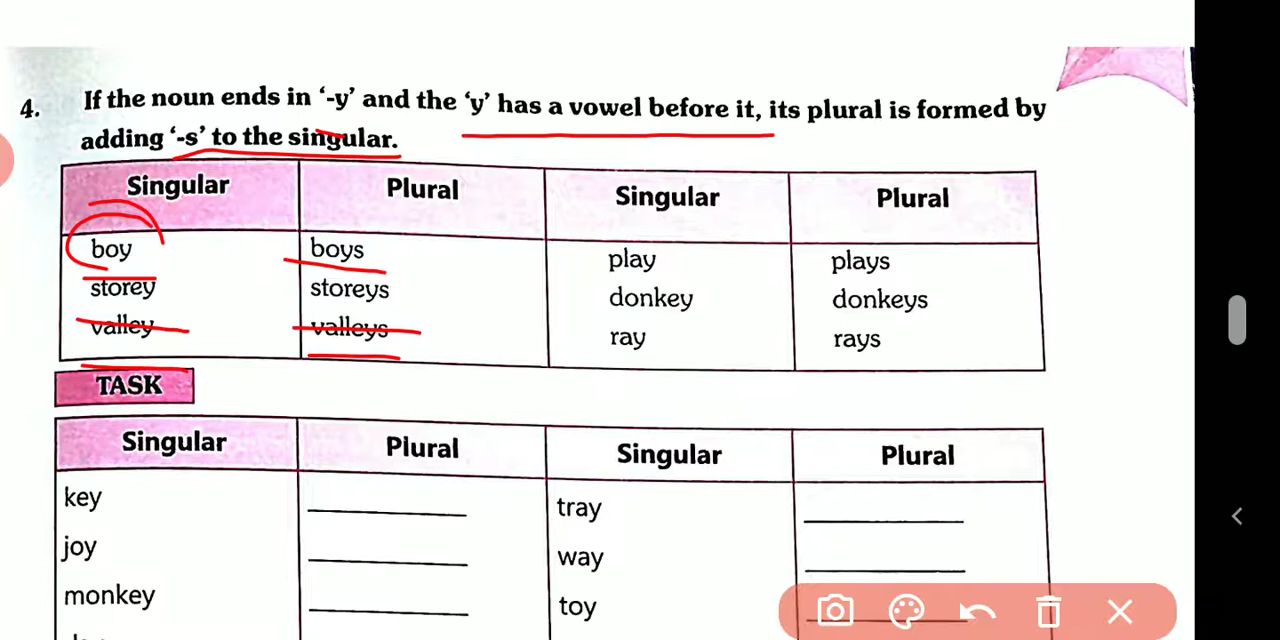 4. If the noun ends in '-y' and the 'y' has a vowel before it, its plural is formed by
adding '-s' to the singular.
Singular Plural Singular Plural
boy boys play plays
storey storeys donkey donkeys
valley valleys ray rays
TASK
Singular Plural Singular Plural
key tray
joy way
monkey toy